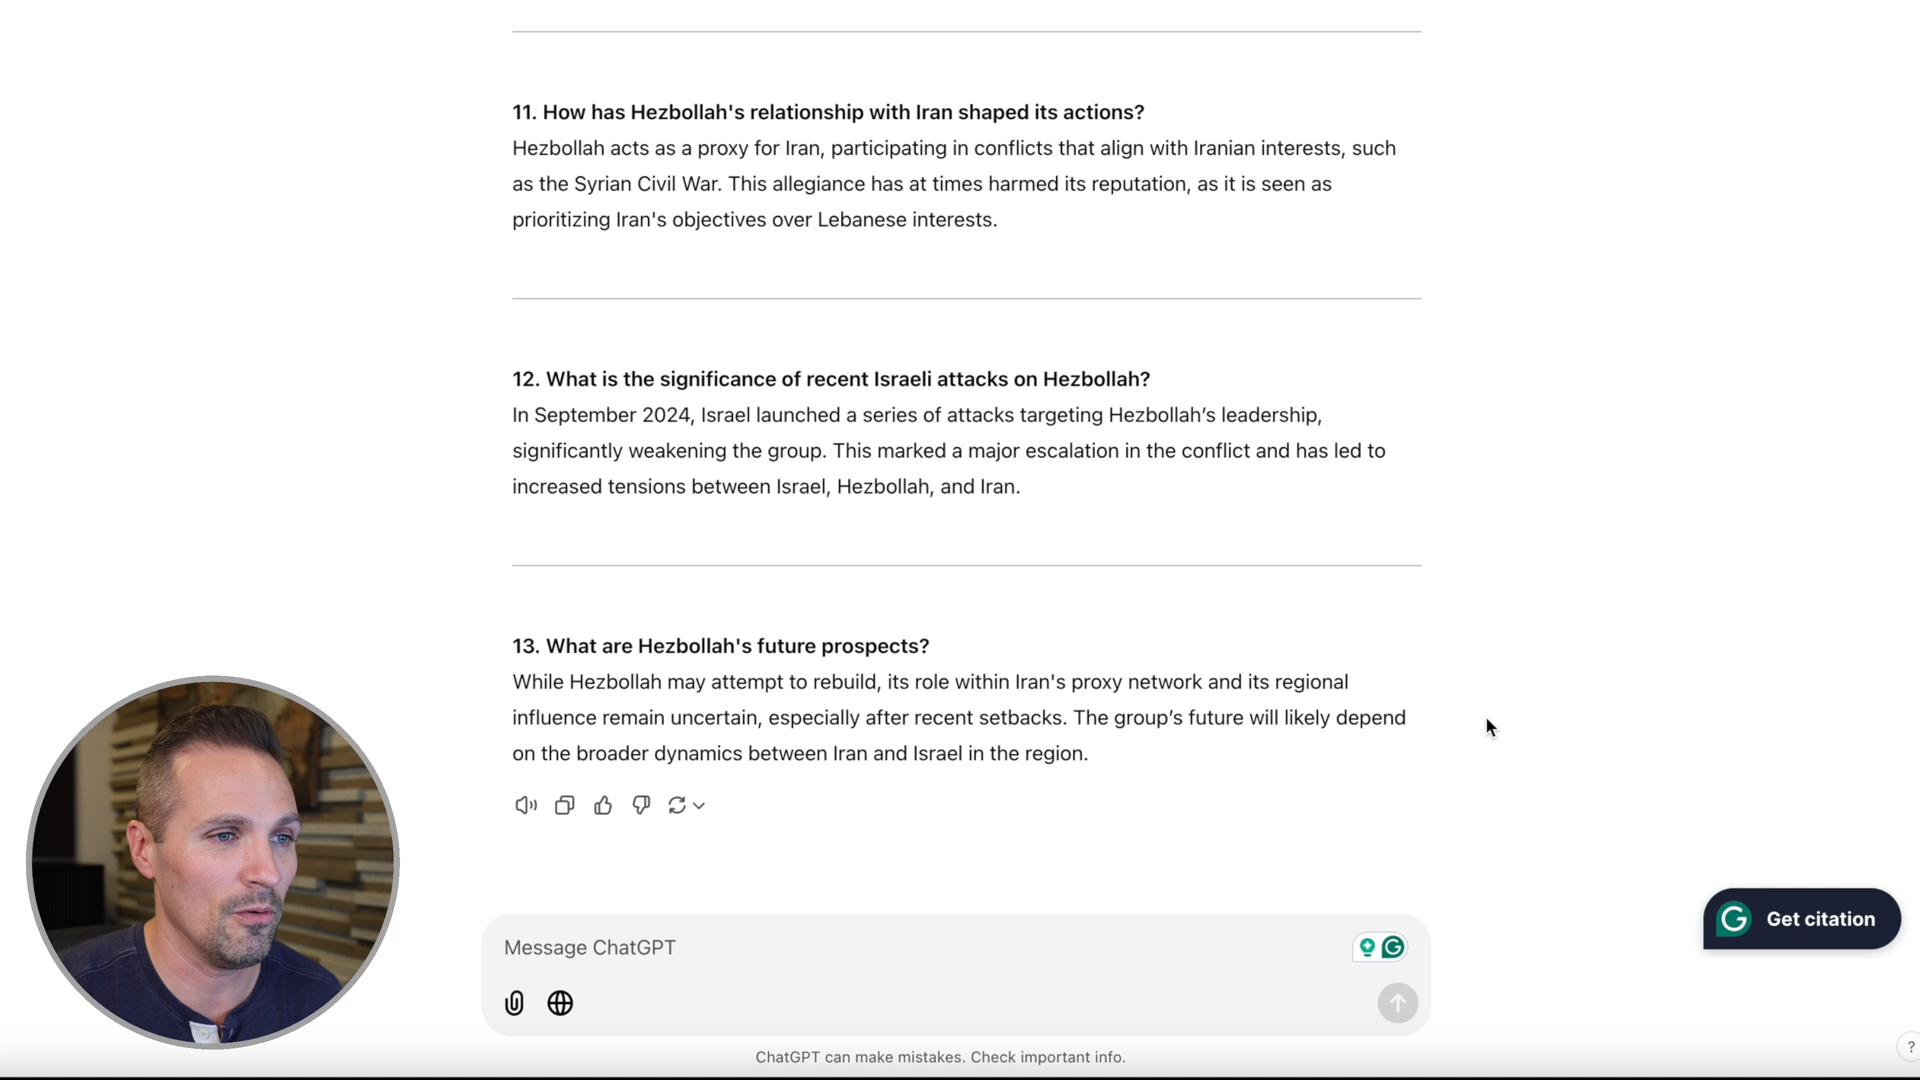 11. How has Hezbollah's relationship with Iran shaped its actions?
Hezbollah acts as a proxy for Iran, participating in conflicts that align with Iranian interests, such
as the Syrian Civil War. This allegiance has at times harmed its reputation, as it is seen as
prioritizing Iran's objectives over Lebanese interests.
12. What is the significance of recent Israeli attacks on Hezbollah?
In September 2024, Israel launched a series of attacks targeting Hezbollah’s leadership,
significantly weakening the group. This marked a major escalation in the conflict and has led to
increased tensions between Israel, Hezbollah, and Iran.
13. What are Hezbollah's future prospects?
While Hezbollah may attempt to rebuild, its role within Iran's proxy network and its regional
influence remain uncertain, especially after recent setbacks. The group’s future will likely depend
on the broader dynamics between Iran and Israel in the region.
Get citation
Message ChatGPT
ChatGPT can make mistakes. Check important info.
?